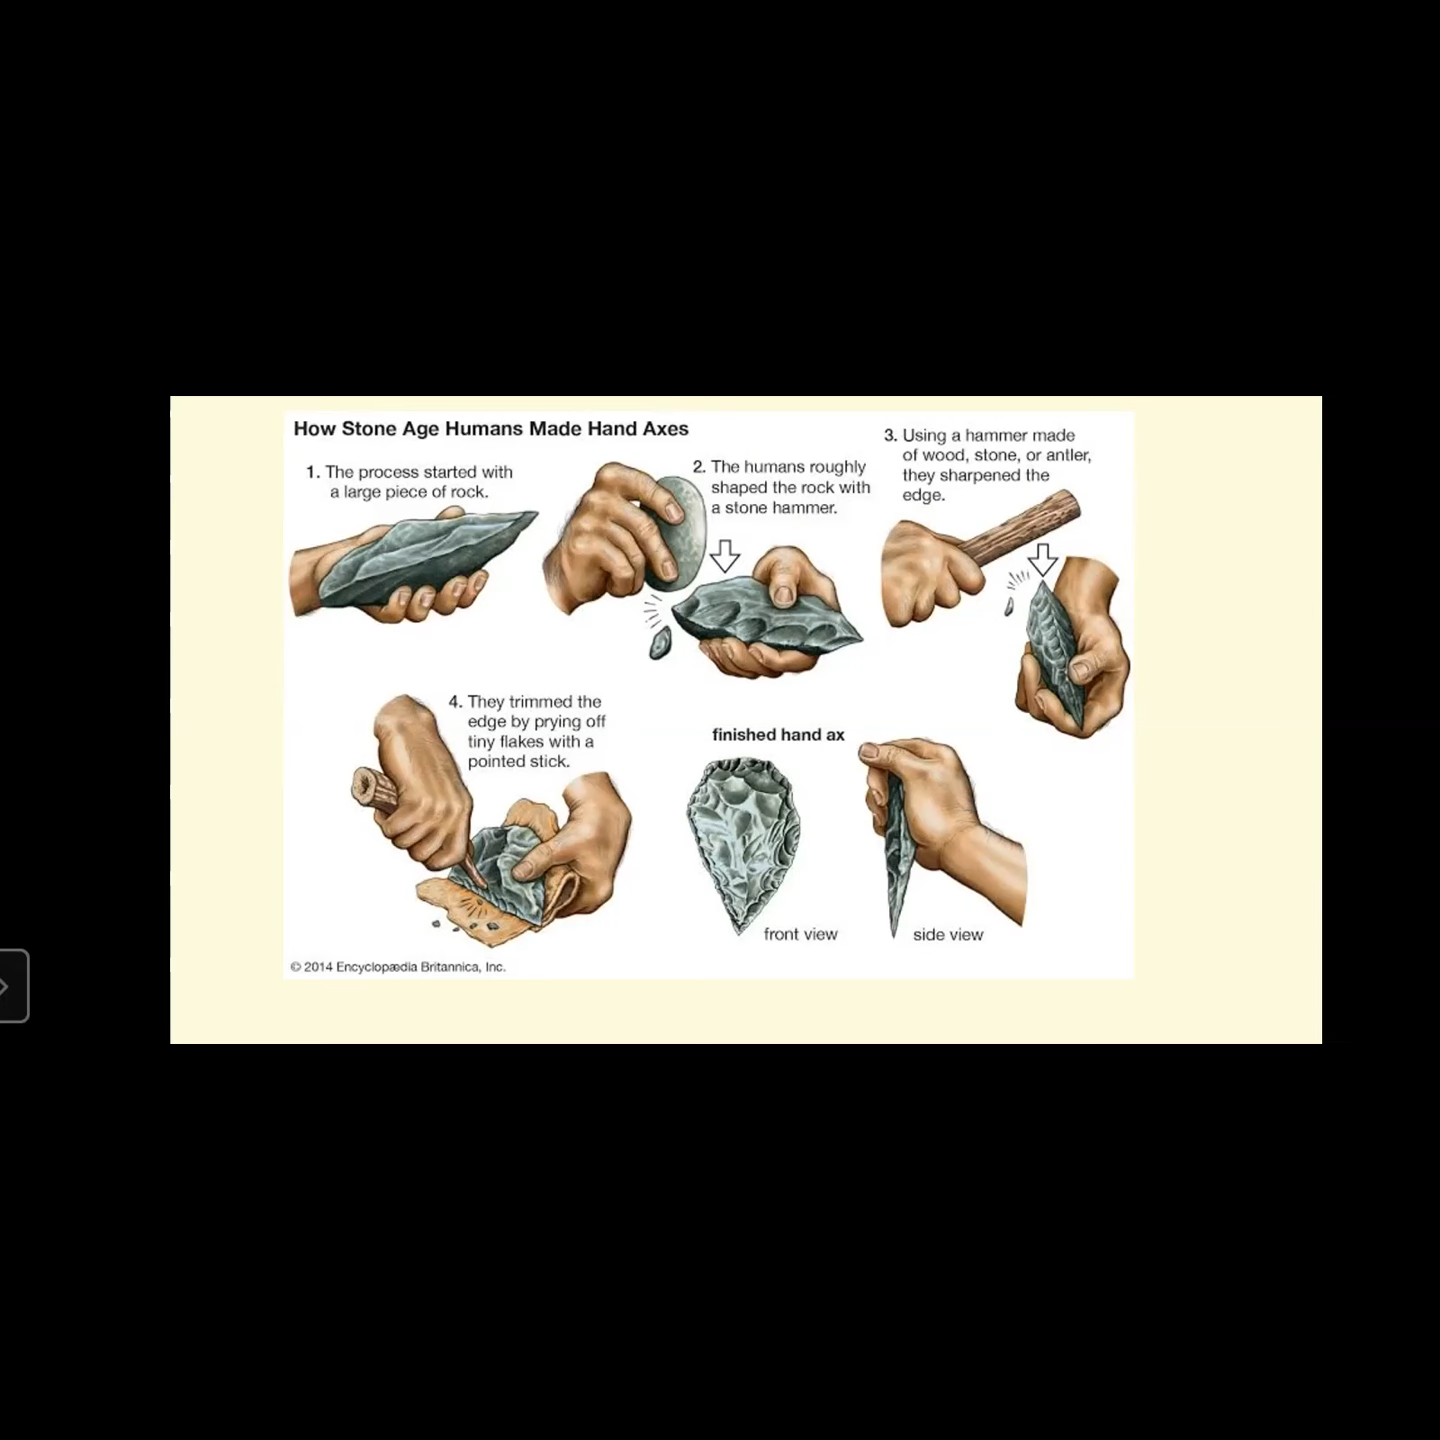 How Stone Age Humans Made Hand Axes
1. The process started with
a large piece of rock.
2. The humans roughly
shaped the rock with
a stone hammer.
3. Using a hammer made
of wood, stone, or antler,
they sharpened the
edge.
4. They trimmed the
edge by prying off
tiny flakes with a
pointed stick.
finished hand ax
front view
side view
© 2014 Encyclopædia Britannica, Inc.